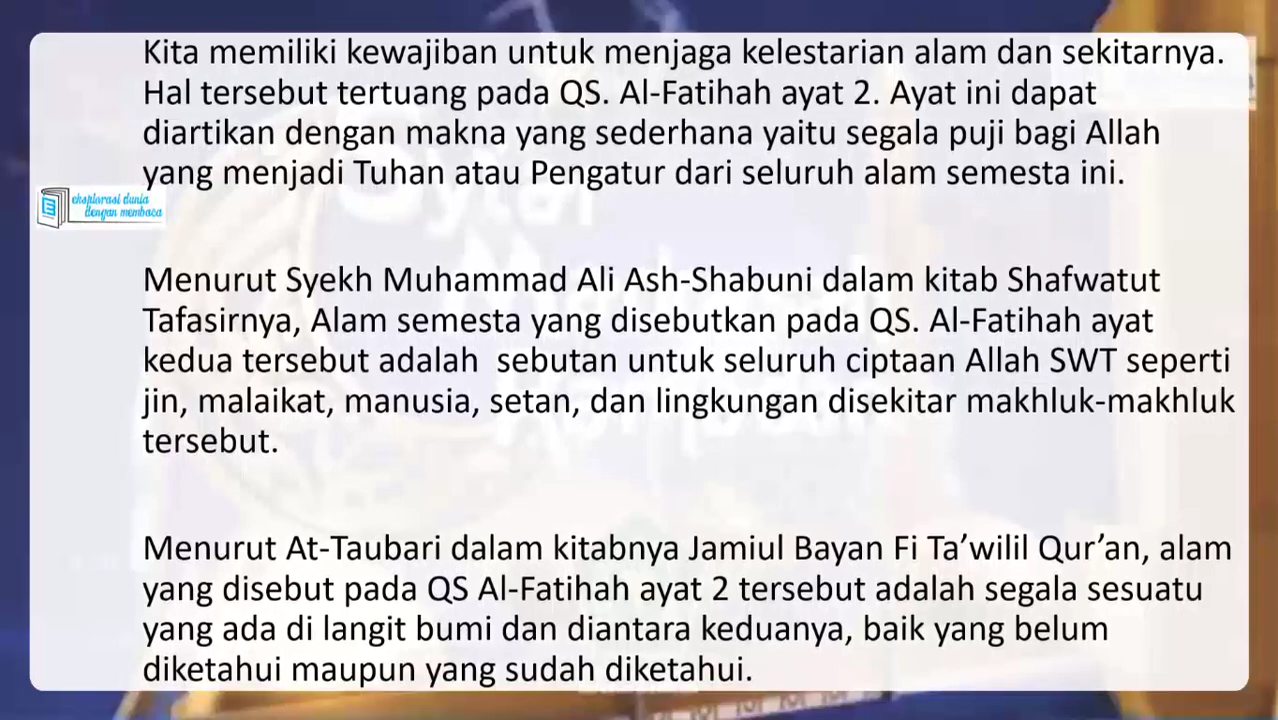 Kita memiliki kewajiban untuk menjaga kelestarian alam dan sekitarnya.
Hal tersebut tertuang pada QS. Al-Fatihah ayat 2. Ayat ini dapat
diartikan dengan makna yang sederhana yaitu segala puji bagi Allah
yang menjadi Tuhan atau Pengatur dari seluruh alam semesta ini.
eksplorasi dunia
dengan membaca
Menurut Syekh Muhammad Ali Ash-Shabuni dalam kitab Shafwatut
Tafasirnya, Alam semesta yang disebutkan pada QS. Al-Fatihah ayat
kedua tersebut adalah  sebutan untuk seluruh ciptaan Allah SWT seperti
jin, malaikat, manusia, setan, dan lingkungan disekitar makhluk-makhluk
tersebut.
Menurut At-Taubari dalam kitabnya Jamiul Bayan Fi Ta’wilil Qur’an, alam
yang disebut pada QS Al-Fatihah ayat 2 tersebut adalah segala sesuatu
yang ada di langit bumi dan diantara keduanya, baik yang belum
diketahui maupun yang sudah diketahui.